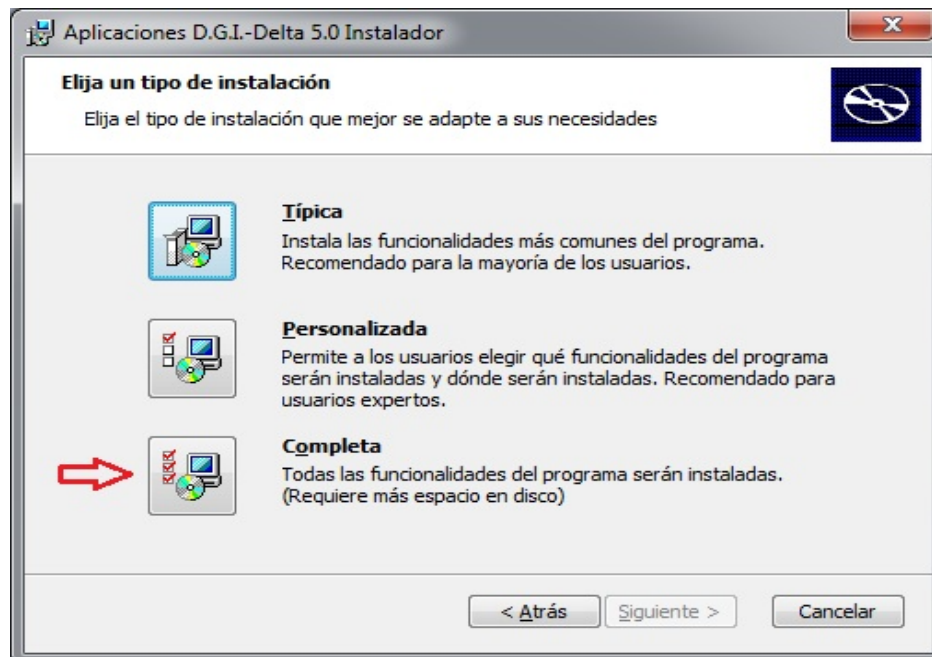 Aplicaciones D.G.I.-Delta 5.0 Instalador
Elija un tipo de instalación
Elija el tipo de instalación que mejor se adapte a sus necesidades
Típica
Instala las funcionalidades más comunes del programa.
Recomendado para la mayoría de los usuarios.
Personalizada
Permite a los usuarios elegir qué funcionalidades del programa
serán instaladas y dónde serán instaladas. Recomendado para
usuarios expertos.
Completa
Todas las funcionalidades del programa serán instaladas.
(Requiere más espacio en disco)
< Atrás Siguiente > Cancelar